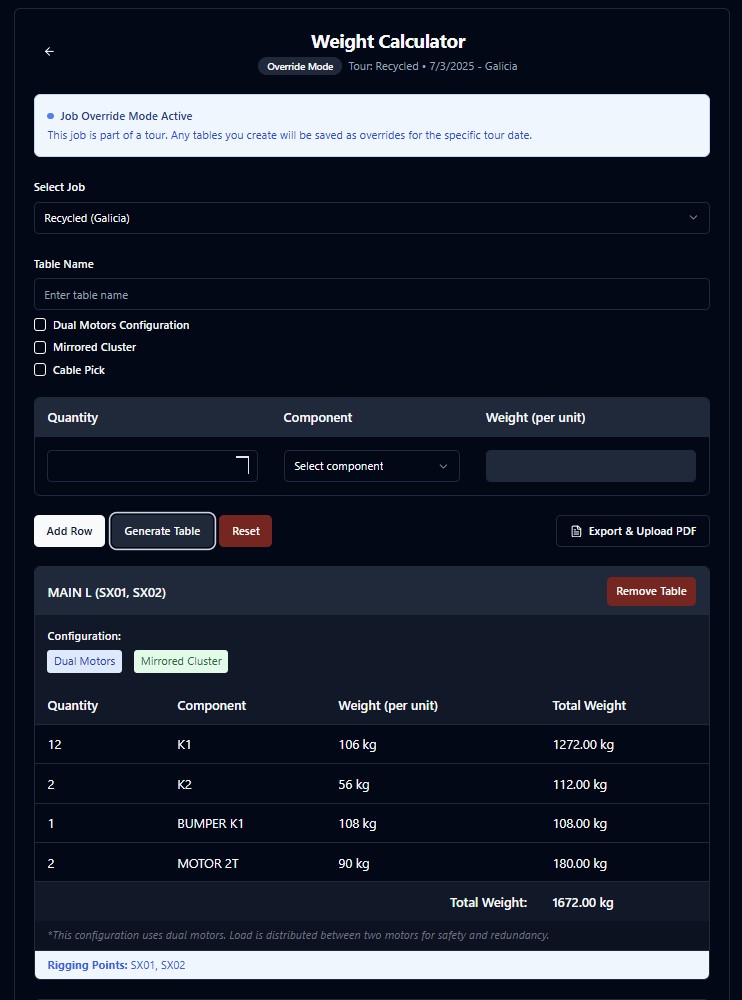 Weight Calculator
Override Mode Tour: Recycled • 7/3/2025 - Galicia
Job Override Mode Active
This job is part of a tour. Any tables you create will be saved as overrides for the specific tour date.
Select Job
Recycled (Galicia)
Table Name
Enter table name
Dual Motors Configuration
Mirrored Cluster
Cable Pick
Quantity Component Weight (per unit)
Select component
Add Row Generate Table Reset Export & Upload PDF
MAIN L (SX01, SX02) Remove Table
Configuration:
Dual Motors Mirrored Cluster
Quantity Component Weight (per unit) Total Weight
12 K1 106 kg 1272.00 kg
2 K2 56 kg 112.00 kg
1 BUMPER K1 108 kg 108.00 kg
2 MOTOR 2T 90 kg 180.00 kg
Total Weight: 1672.00 kg
*This configuration uses dual motors. Load is distributed between two motors for safety and redundancy.
Rigging Points: SX01, SX02